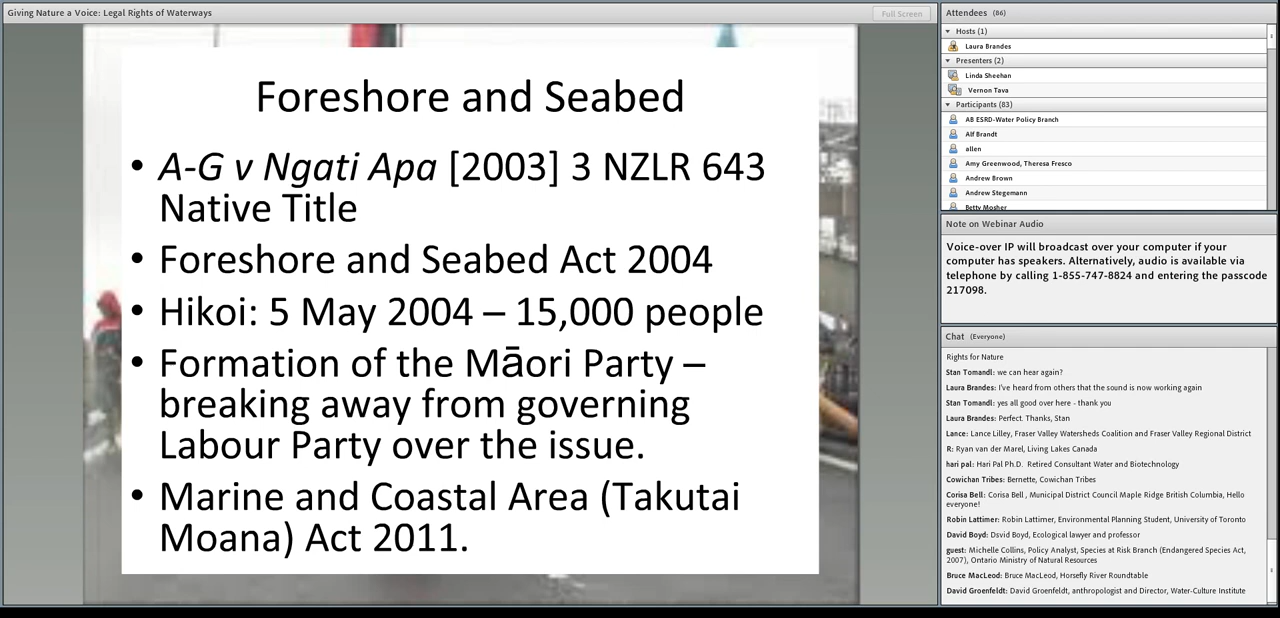 Giving Nature a Voice: Legal Rights of Waterways
Full Screen
Foreshore and Seabed
• A-G v Ngati Apa [2003] 3 NZLR 643
Native Title
• Foreshore and Seabed Act 2004
• Hikoi: 5 May 2004 – 15,000 people
• Formation of the Māori Party –
breaking away from governing
Labour Party over the issue.
• Marine and Coastal Area (Takutai
Moana) Act 2011.
Attendees (86)
Hosts (1)
Laura Brandes
Presenters (2)
Linda Sheehan
Vernon Tava
Participants (83)
AB ESRD-Water Policy Branch
Alf Brandt
allen
Amy Greenwood, Theresa Fresco
Andrew Brown
Andrew Stegemann
Betty Mosher
Note on Webinar Audio
Voice-over IP will broadcast over your computer if your
computer has speakers. Alternatively, audio is available via
telephone by calling 1-855-747-8824 and entering the passcode
217098.
Chat (Everyone)
Rights for Nature
Stan Tomandl: we can hear again?
Laura Brandes: I've heard from others that the sound is now working again
Stan Tomandl: yes all good over here - thank you
Laura Brandes: Perfect. Thanks, Stan
Lance: Lance Lilley, Fraser Valley Watersheds Coalition and Fraser Valley Regional District
R: Ryan van der Marel, Living Lakes Canada
hari pal: Hari Pal Ph.D. Retired Consultant Water and Biotechnology
Cowichan Tribes: Bernette, Cowichan Tribes
Corisa Bell: Corisa Bell , Municipal District Council Maple Ridge British Columbia, Hello
everyone!
Robin Lattimer: Robin Lattimer, Environmental Planning Student, University of Toronto
David Boyd: Dsvid Boyd, Ecological lawyer and professor
guest: Michelle Collins, Policy Analyst, Species at Risk Branch (Endangered Species Act,
2007), Ontario Ministry of Natural Resources
Bruce MacLeod: Bruce MacLeod, Horsefly River Roundtable
David Groenfeldt: David Groenfeldt, anthropologist and Director, Water-Culture Institute